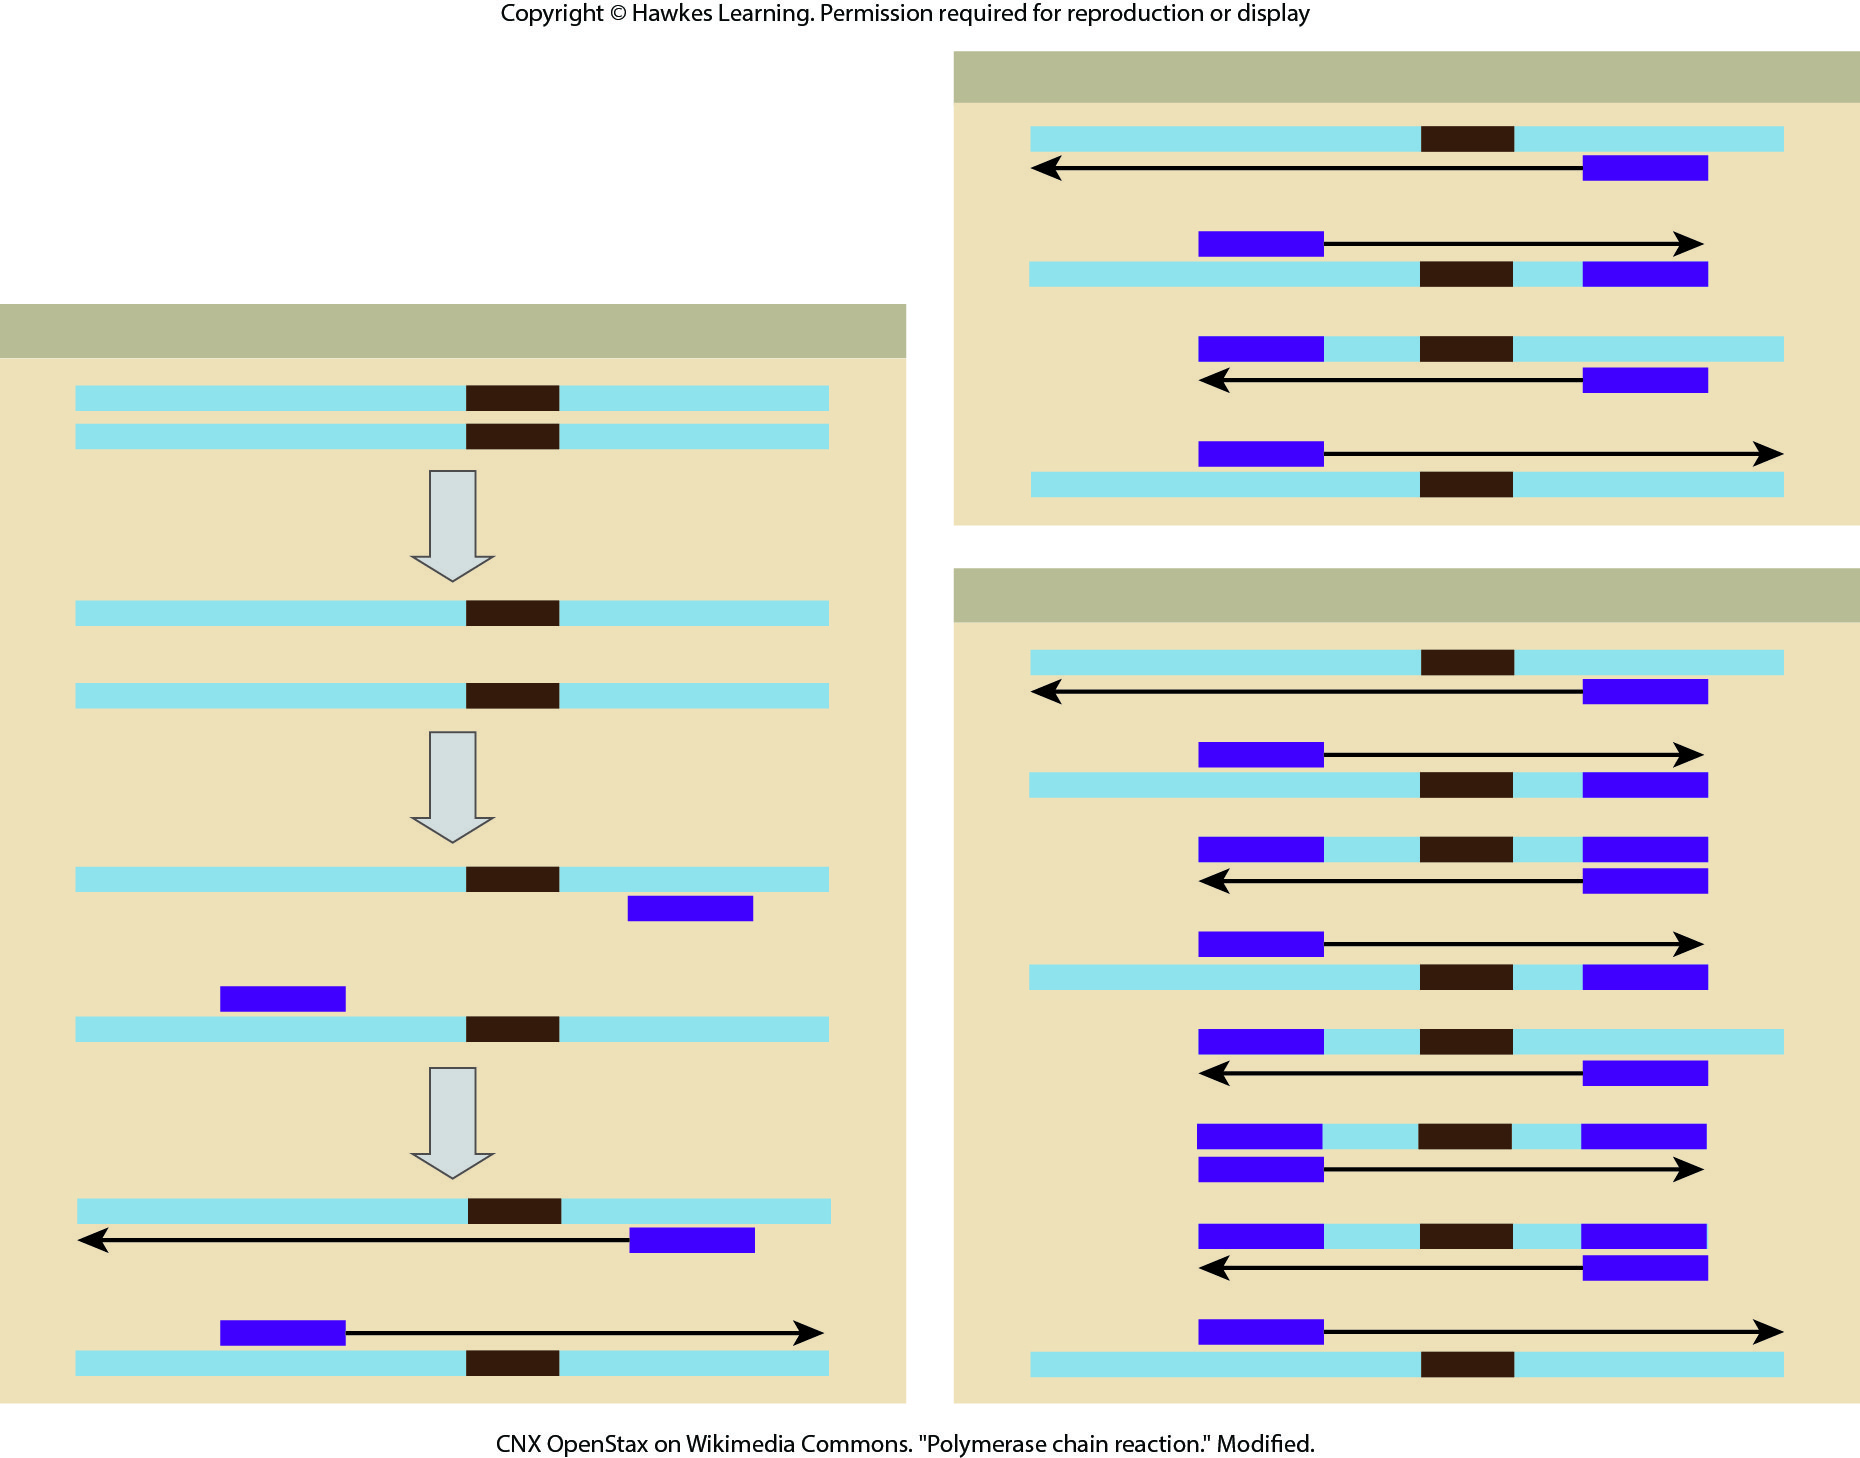 Copyright © Hawkes Learning. Permission required for reproduction or display
CNX OpenStax on Wikimedia Commons. "Polymerase chain reaction." Modified.